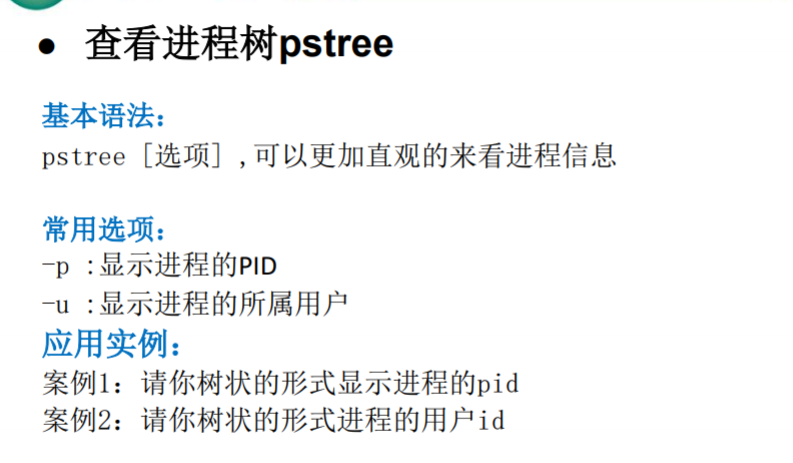 ● 查看进程树pstree
基本语法：
pstree [选项] ,可以更加直观的来看进程信息
常用选项：
-p :显示进程的PID
-u :显示进程的所属用户
应用实例：
案例1：请你树状的形式显示进程的pid
案例2：请你树状的形式进程的用户id